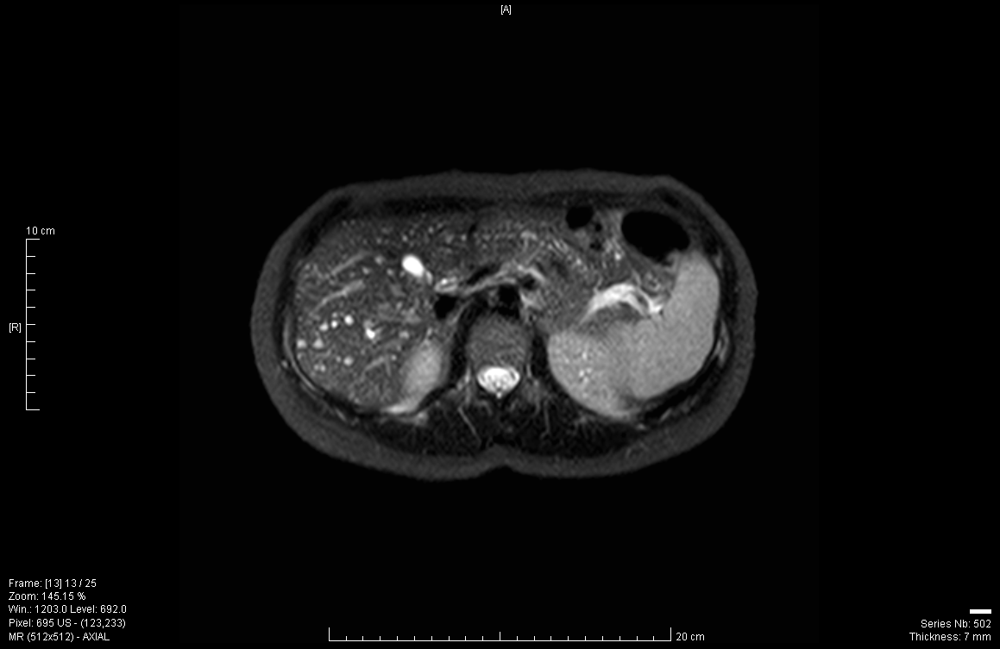 [A]
10 cm
[R]
Frame: [13] 13 / 25
Zoom: 145.15 %
Win.: 1203.0 Level: 692.0
Pixel: 695 US - (123,233)
MR (512x512) - AXIAL
20 cm
Series Nb: 502
Thickness: 7 mm